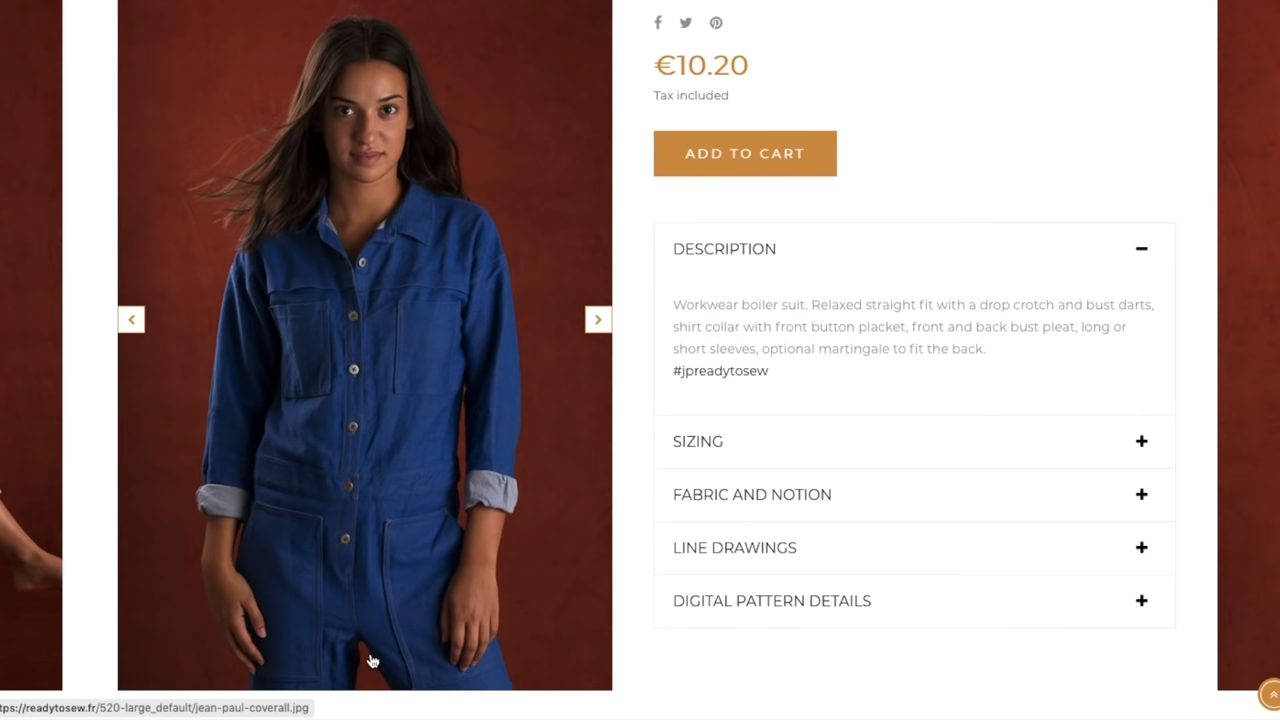 €10.20
Tax included
ADD TO CART
DESCRIPTION
Workwear boiler suit. Relaxed straight fit with a drop crotch and bust darts,
shirt collar with front button placket, front and back bust pleat, long or
short sleeves, optional martingale to fit the back.
#jpreadytosew
SIZING
FABRIC AND NOTION
LINE DRAWINGS
DIGITAL PATTERN DETAILS
tps://readytosew.fr/520-large_default/jean-paul-coverall.jpg